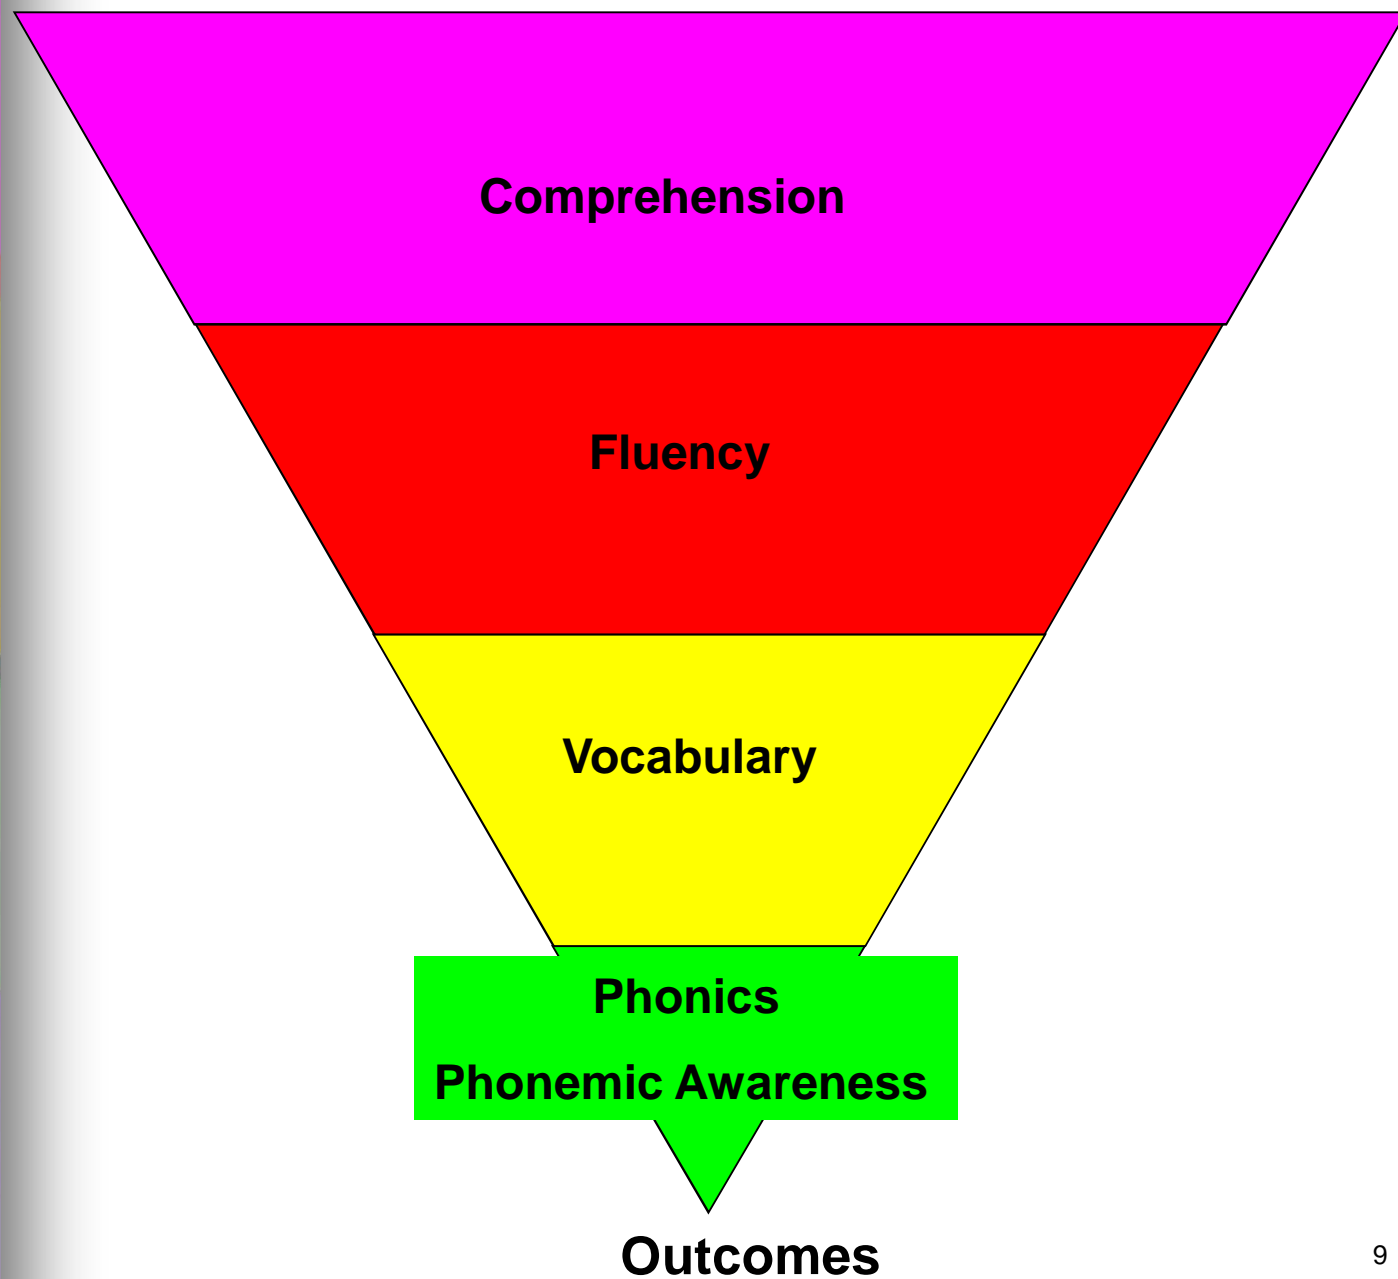 Comprehension
Fluency
Vocabulary
Phonics
Phonemic Awareness
Outcomes
9